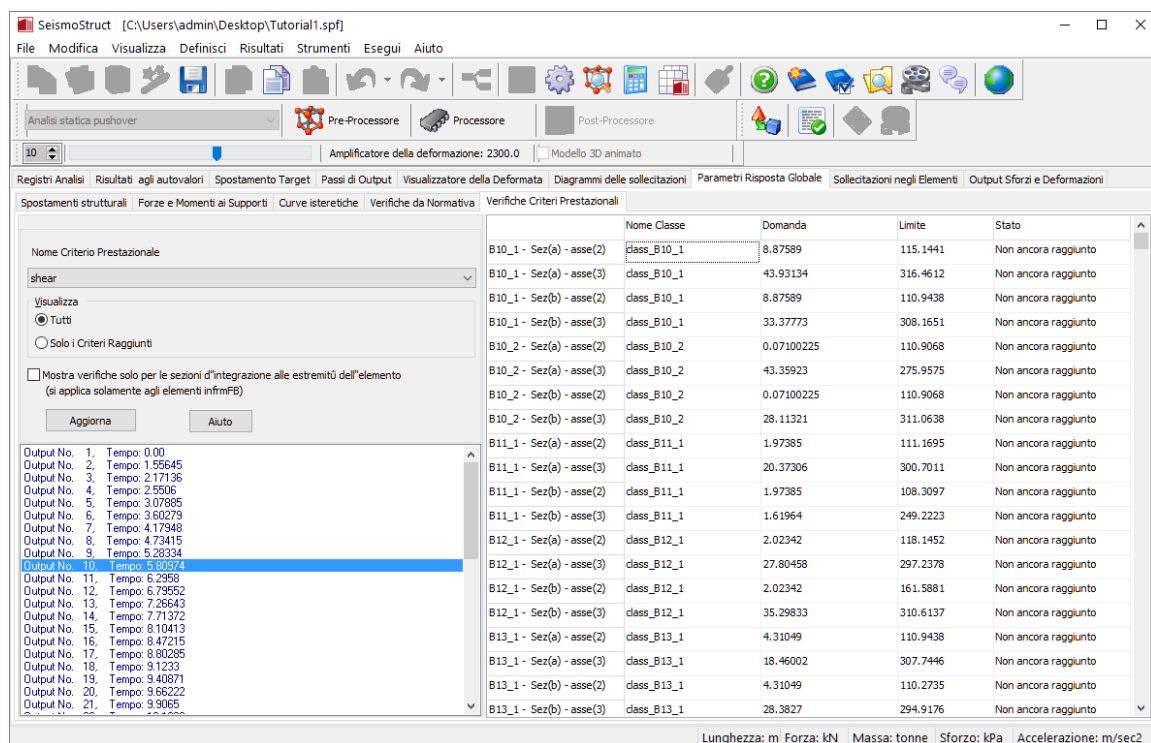 SeismoStruct [C:\Users\admin\Desktop\Tutorial1.spf]
File Modifica Visualizza Definisci Risultati Strumenti Esegui Aiuto
Analisi statica pushover Pre-Processore Processore Post-Processore
10 Amplificatore della deformazione: 2300.0 Modello 3D animato
Registri Analisi Risultati agli autovalori Spostamento Target Passi di Output Visualizzatore della Deformata Diagrammi delle sollecitazioni Parametri Risposta Globale Sollecitazioni negli Elementi Output Sforzi e Deformazioni
Spostamenti strutturali Forze e Momenti ai Supporti Curve isteretiche Verifiche da Normativa Verifiche Criteri Prestazionali
Nome Criterio Prestazionale
shear
Visualizza
Tutti
Solo i Criteri Raggiunti
Mostra verifiche solo per le sezioni d"integrazione alle estremitû dell"elemento
(si applica solamente agli elementi infrmFB)
Aggiorna Aiuto
Output No. 1, Tempo: 0.00
Output No. 2, Tempo: 1.55645
Output No. 3, Tempo: 2.17136
Output No. 4, Tempo: 2.5506
Output No. 5, Tempo: 3.07885
Output No. 6, Tempo: 3.60279
Output No. 7, Tempo: 4.17948
Output No. 8, Tempo: 4.73415
Output No. 9, Tempo: 5.28334
Output No. 10, Tempo: 5.80974
Output No. 11, Tempo: 6.2958
Output No. 12, Tempo: 6.79552
Output No. 13, Tempo: 7.26643
Output No. 14, Tempo: 7.71372
Output No. 15, Tempo: 8.10413
Output No. 16, Tempo: 8.47215
Output No. 17, Tempo: 8.80285
Output No. 18, Tempo: 9.1233
Output No. 19, Tempo: 9.40871
Output No. 20, Tempo: 9.66222
Output No. 21, Tempo: 9.9065
Nome Classe Domanda Limite Stato
B10_1 - Sez(a) - asse(2) class_B10_1 8.87589 115.1441 Non ancora raggiunto
B10_1 - Sez(a) - asse(3) class_B10_1 43.93134 316.4612 Non ancora raggiunto
B10_1 - Sez(b) - asse(2) class_B10_1 8.87589 110.9438 Non ancora raggiunto
B10_1 - Sez(b) - asse(3) class_B10_1 33.37773 308.1651 Non ancora raggiunto
B10_2 - Sez(a) - asse(2) class_B10_2 0.07100225 110.9068 Non ancora raggiunto
B10_2 - Sez(a) - asse(3) class_B10_2 43.35923 275.9575 Non ancora raggiunto
B10_2 - Sez(b) - asse(2) class_B10_2 0.07100225 110.9068 Non ancora raggiunto
B10_2 - Sez(b) - asse(3) class_B10_2 28.11321 311.0638 Non ancora raggiunto
B11_1 - Sez(a) - asse(2) class_B11_1 1.97385 111.1695 Non ancora raggiunto
B11_1 - Sez(a) - asse(3) class_B11_1 20.37306 300.7011 Non ancora raggiunto
B11_1 - Sez(b) - asse(2) class_B11_1 1.97385 108.3097 Non ancora raggiunto
B11_1 - Sez(b) - asse(3) class_B11_1 1.61964 249.2223 Non ancora raggiunto
B12_1 - Sez(a) - asse(2) class_B12_1 2.02342 118.1452 Non ancora raggiunto
B12_1 - Sez(a) - asse(3) class_B12_1 27.80458 297.2378 Non ancora raggiunto
B12_1 - Sez(b) - asse(2) class_B12_1 2.02342 161.5881 Non ancora raggiunto
B12_1 - Sez(b) - asse(3) class_B12_1 35.29833 310.6137 Non ancora raggiunto
B13_1 - Sez(a) - asse(2) class_B13_1 4.31049 110.9438 Non ancora raggiunto
B13_1 - Sez(a) - asse(3) class_B13_1 18.46002 307.7446 Non ancora raggiunto
B13_1 - Sez(b) - asse(2) class_B13_1 4.31049 110.2735 Non ancora raggiunto
B13_1 - Sez(b) - asse(3) class_B13_1 28.3827 294.9176 Non ancora raggiunto
Lunghezza: m Forza: kN Massa: tonne Sforzo: kPa Accelerazione: m/sec2